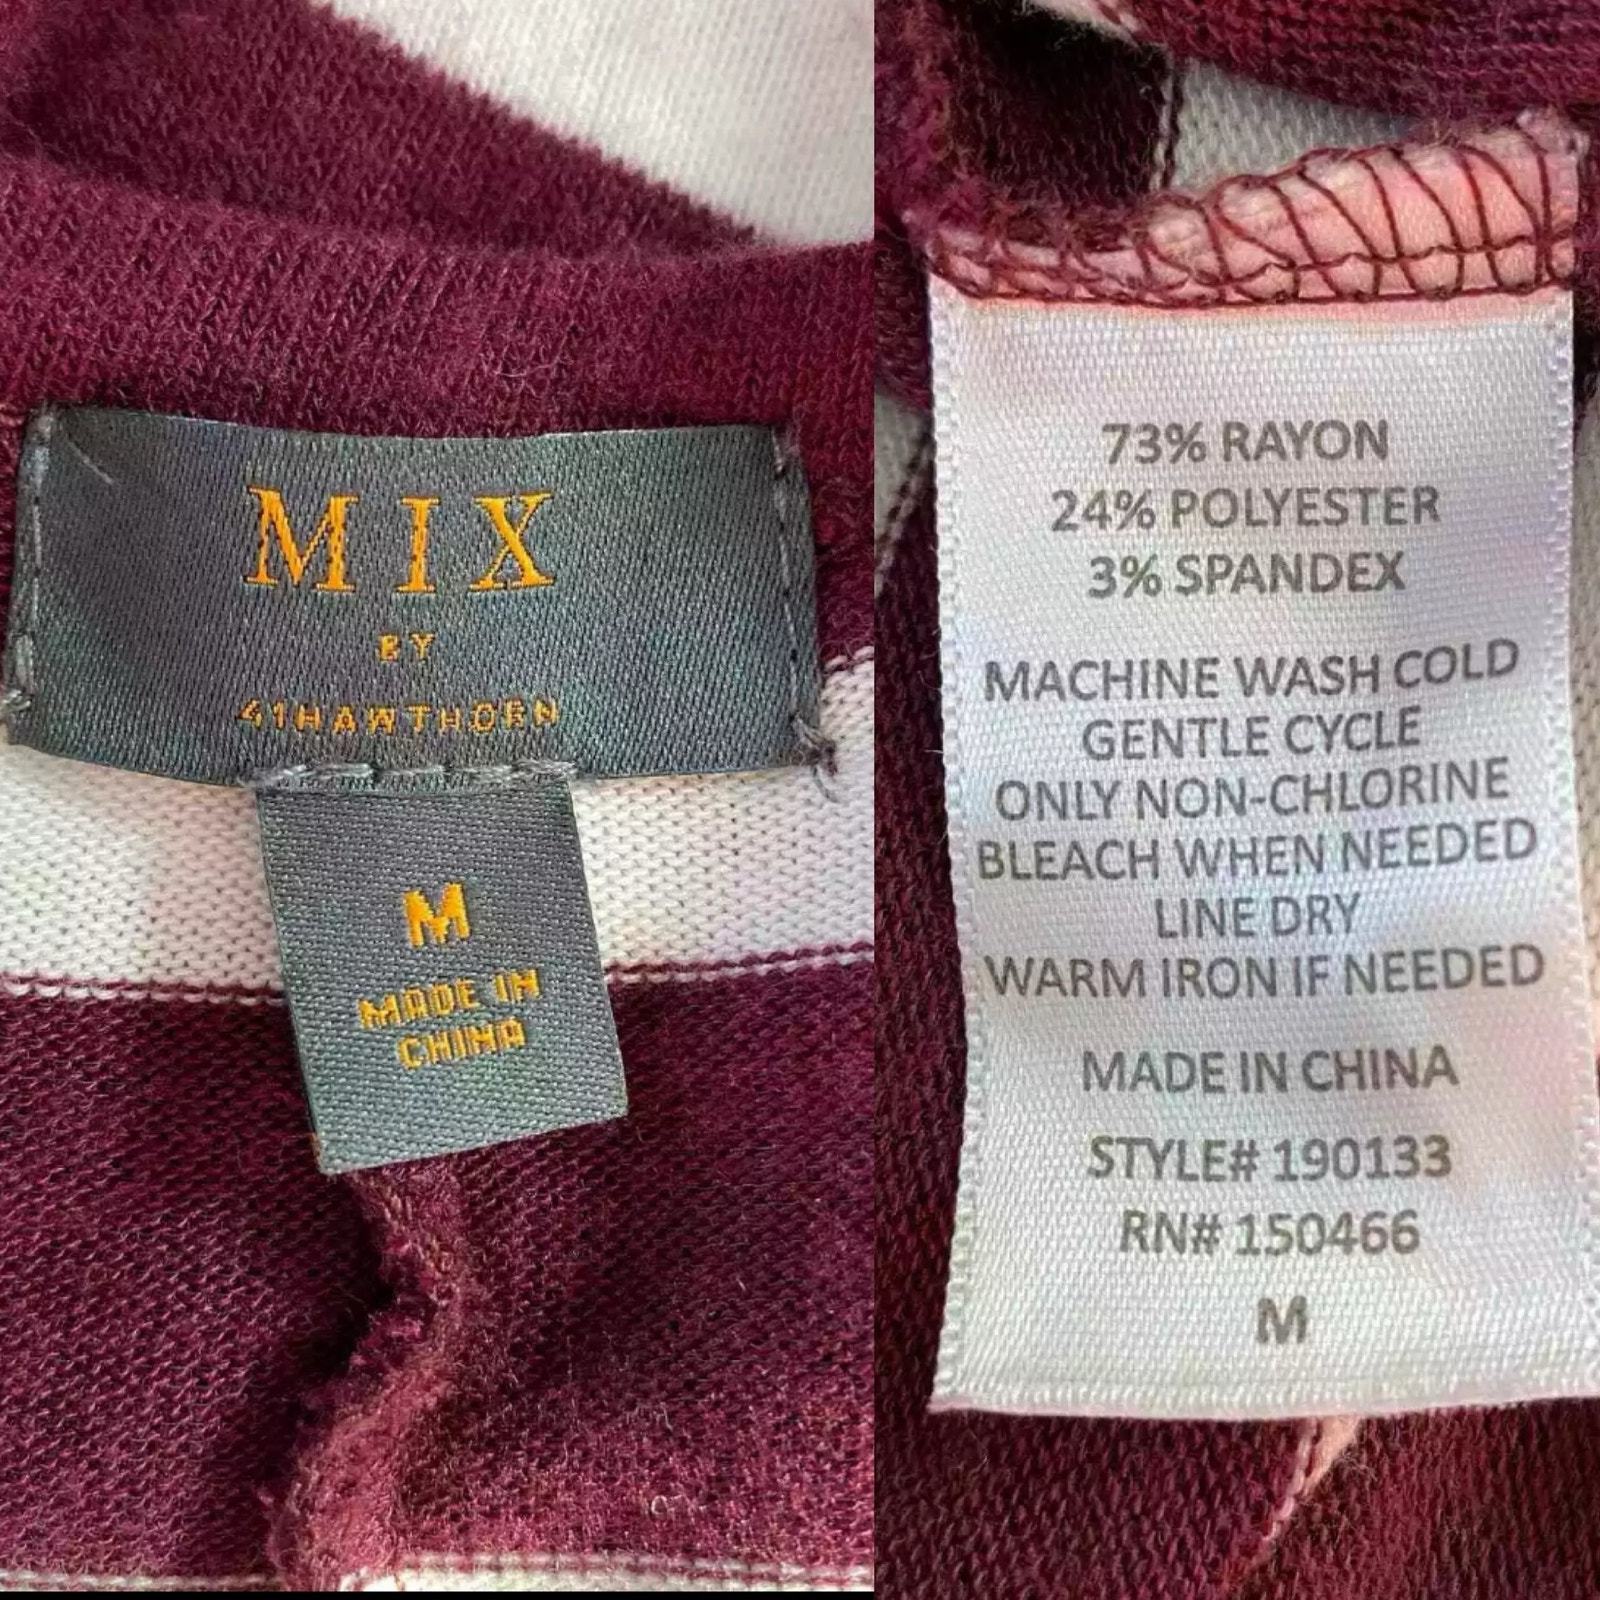 MIX
BY
41HAWTHORN
M
MADE IN
CHINA
73% RAYON
24% POLYESTER
3% SPANDEX
MACHINE WASH COLD
GENTLE CYCLE
ONLY NON-CHLORINE
BLEACH WHEN NEEDED
LINE DRY
WARM IRON IF NEEDED
MADE IN CHINA
STYLE# 190133
RN# 150466
M